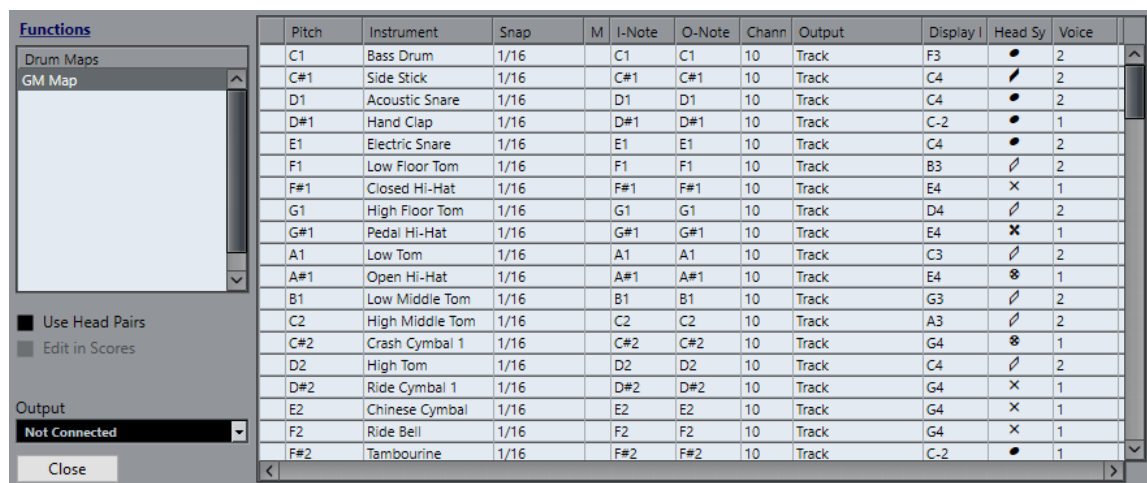 Functions
Drum Maps
GM Map
Use Head Pairs
Edit in Scores
Output
Not Connected
Close
Pitch Instrument Snap M I-Note O-Note Chann Output Display I Head Sy Voice
C1 Bass Drum 1/16 C1 C1 10 Track F3 2
C#1 Side Stick 1/16 C#1 C#1 10 Track C4 2
D1 Acoustic Snare 1/16 D1 D1 10 Track C4 2
D#1 Hand Clap 1/16 D#1 D#1 10 Track C-2 1
E1 Electric Snare 1/16 E1 E1 10 Track C4 2
F1 Low Floor Tom 1/16 F1 F1 10 Track B3 2
F#1 Closed Hi-Hat 1/16 F#1 F#1 10 Track E4 1
G1 High Floor Tom 1/16 G1 G1 10 Track D4 2
G#1 Pedal Hi-Hat 1/16 G#1 G#1 10 Track E4 1
A1 Low Tom 1/16 A1 A1 10 Track C3 2
A#1 Open Hi-Hat 1/16 A#1 A#1 10 Track E4 1
B1 Low Middle Tom 1/16 B1 B1 10 Track G3 2
C2 High Middle Tom 1/16 C2 C2 10 Track A3 2
C#2 Crash Cymbal 1 1/16 C#2 C#2 10 Track G4 1
D2 High Tom 1/16 D2 D2 10 Track C4 2
D#2 Ride Cymbal 1 1/16 D#2 D#2 10 Track G4 1
E2 Chinese Cymbal 1/16 E2 E2 10 Track G4 1
F2 Ride Bell 1/16 F2 F2 10 Track G4 1
F#2 Tambourine 1/16 F#2 F#2 10 Track C-2 1